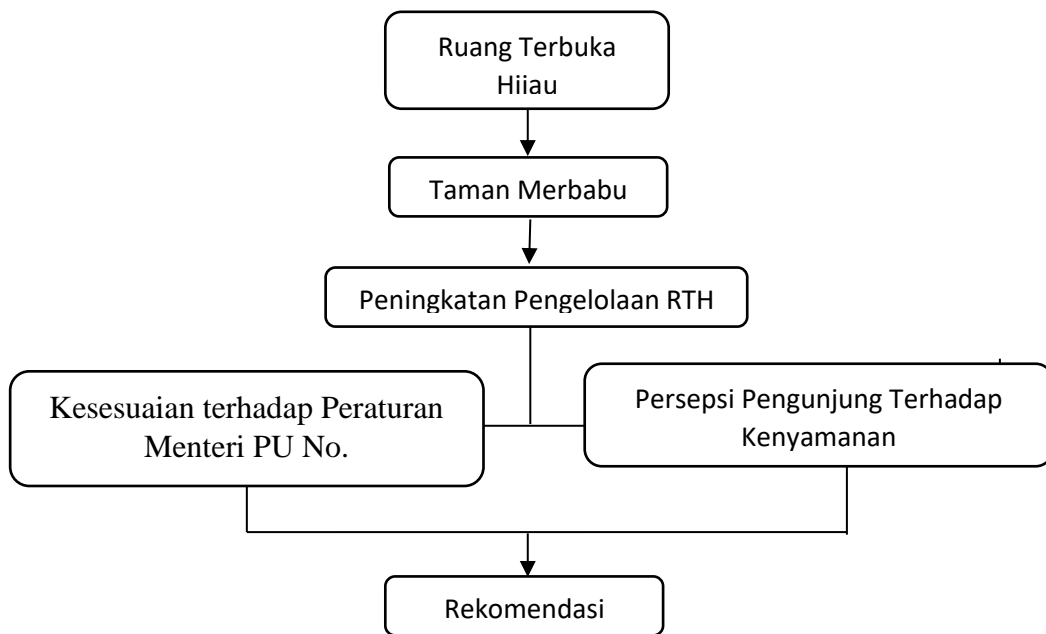 Ruang Terbuka
Hiiau
Taman Merbabu
Peningkatan Pengelolaan RTH
Kesesuaian terhadap Peraturan
Menteri PU No.
Persepsi Pengunjung Terhadap
Kenyamanan
Rekomendasi